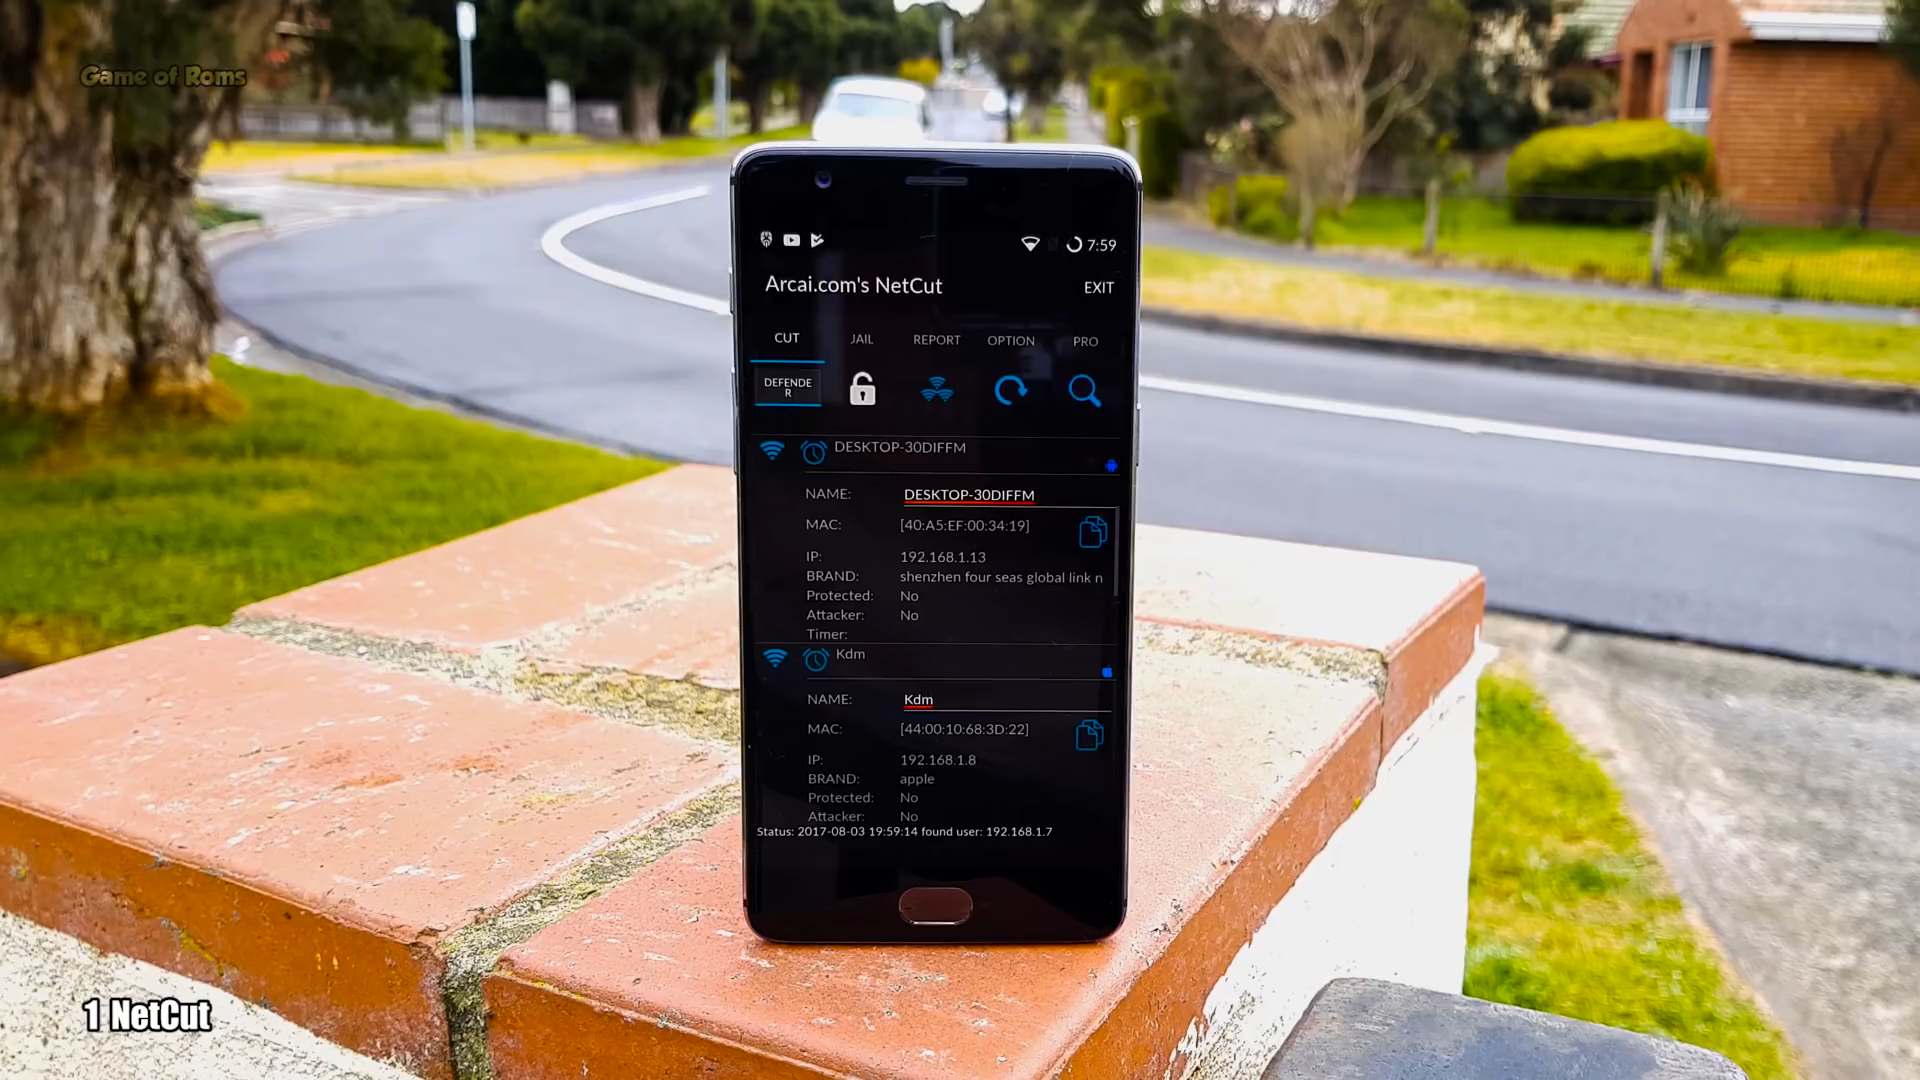 Game of Roms
7:59
Arcai.com's NetCut
EXIT
CUT
JAIL
REPORT
OPTION
PRO
DEFENDE
R
DESKTOP-30DIFFM
NAME: DESKTOP-30DIFFM
MAC: [40:A5:EF:00:34:19]
IP: 192.168.1.13
BRAND: shenzhen four seas global link n
Protected: No
Attacker: No
Timer:
Kdm
NAME: Kdm
MAC: [44:00:10:68:3D:22]
IP: 192.168.1.8
BRAND: apple
Protected: No
Attacker: No
Status: 2017-08-03 19:59:14 found user: 192.168.1.7
1 NetCut